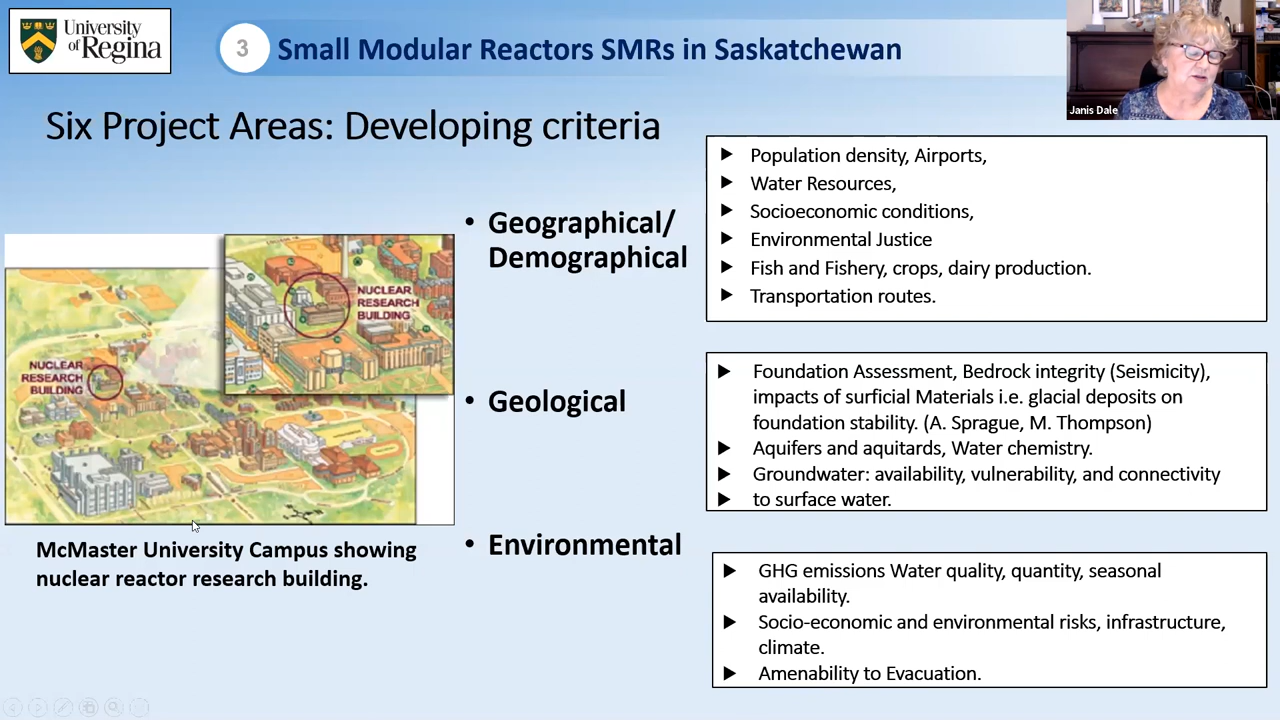 University
of Regina
3
Small Modular Reactors SMRs in Saskatchewan
Janis Dale
Six Project Areas: Developing criteria
NUCLEAR
RESEARCH
BUILDING
NUCLEAR
RESEARCH
BUILDING
McMaster University Campus showing
nuclear reactor research building.
• Geographical/
Demographical
Population density, Airports,
Water Resources,
Socioeconomic conditions,
Environmental Justice
Fish and Fishery, crops, dairy production.
Transportation routes.
• Geological
Foundation Assessment, Bedrock integrity (Seismicity),
impacts of surficial Materials i.e. glacial deposits on
foundation stability. (A. Sprague, M. Thompson)
Aquifers and aquitards, Water chemistry.
Groundwater: availability, vulnerability, and connectivity
to surface water.
• Environmental
GHG emissions Water quality, quantity, seasonal
availability.
Socio-economic and environmental risks, infrastructure,
climate.
Amenability to Evacuation.